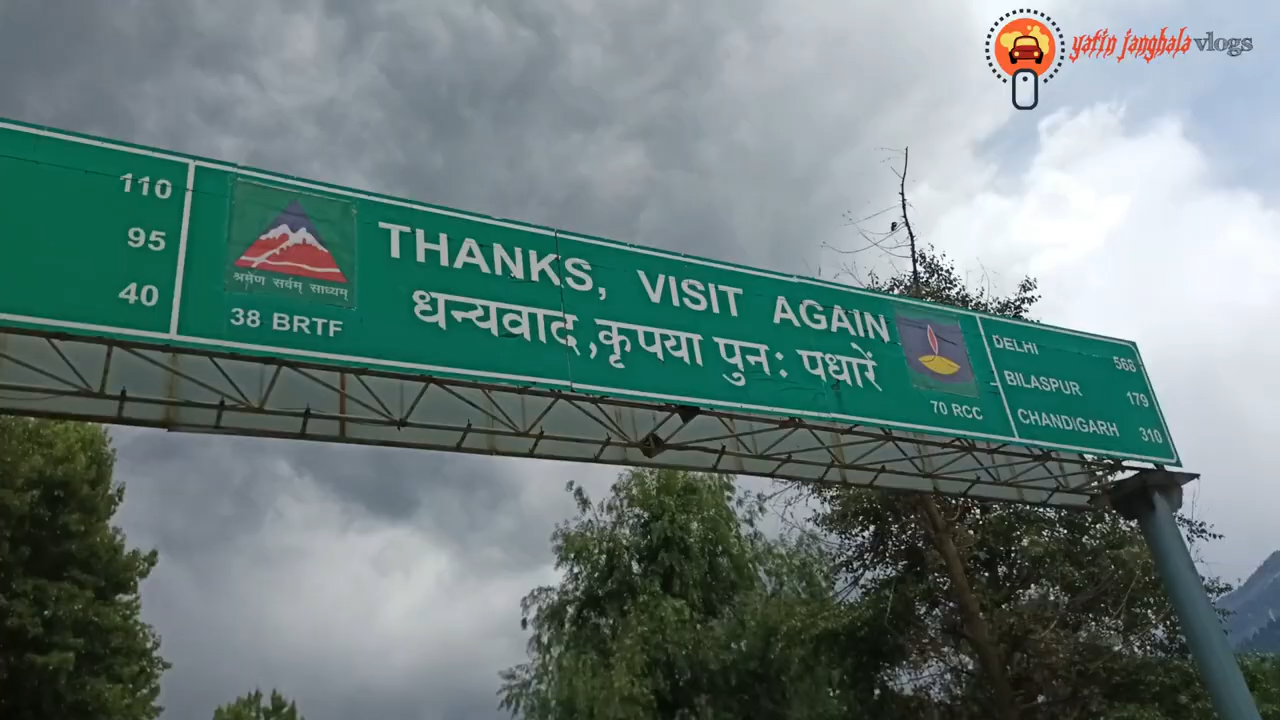 yatin janghala vlogs
110
95
40
श्रमेण सर्वम् साध्यम्
38 BRTF
THANKS, VISIT AGAIN
धन्यवाद, कृपया पुन: पधारें
70 RCC
DELHI 568
BILASPUR 179
CHANDIGARH 310